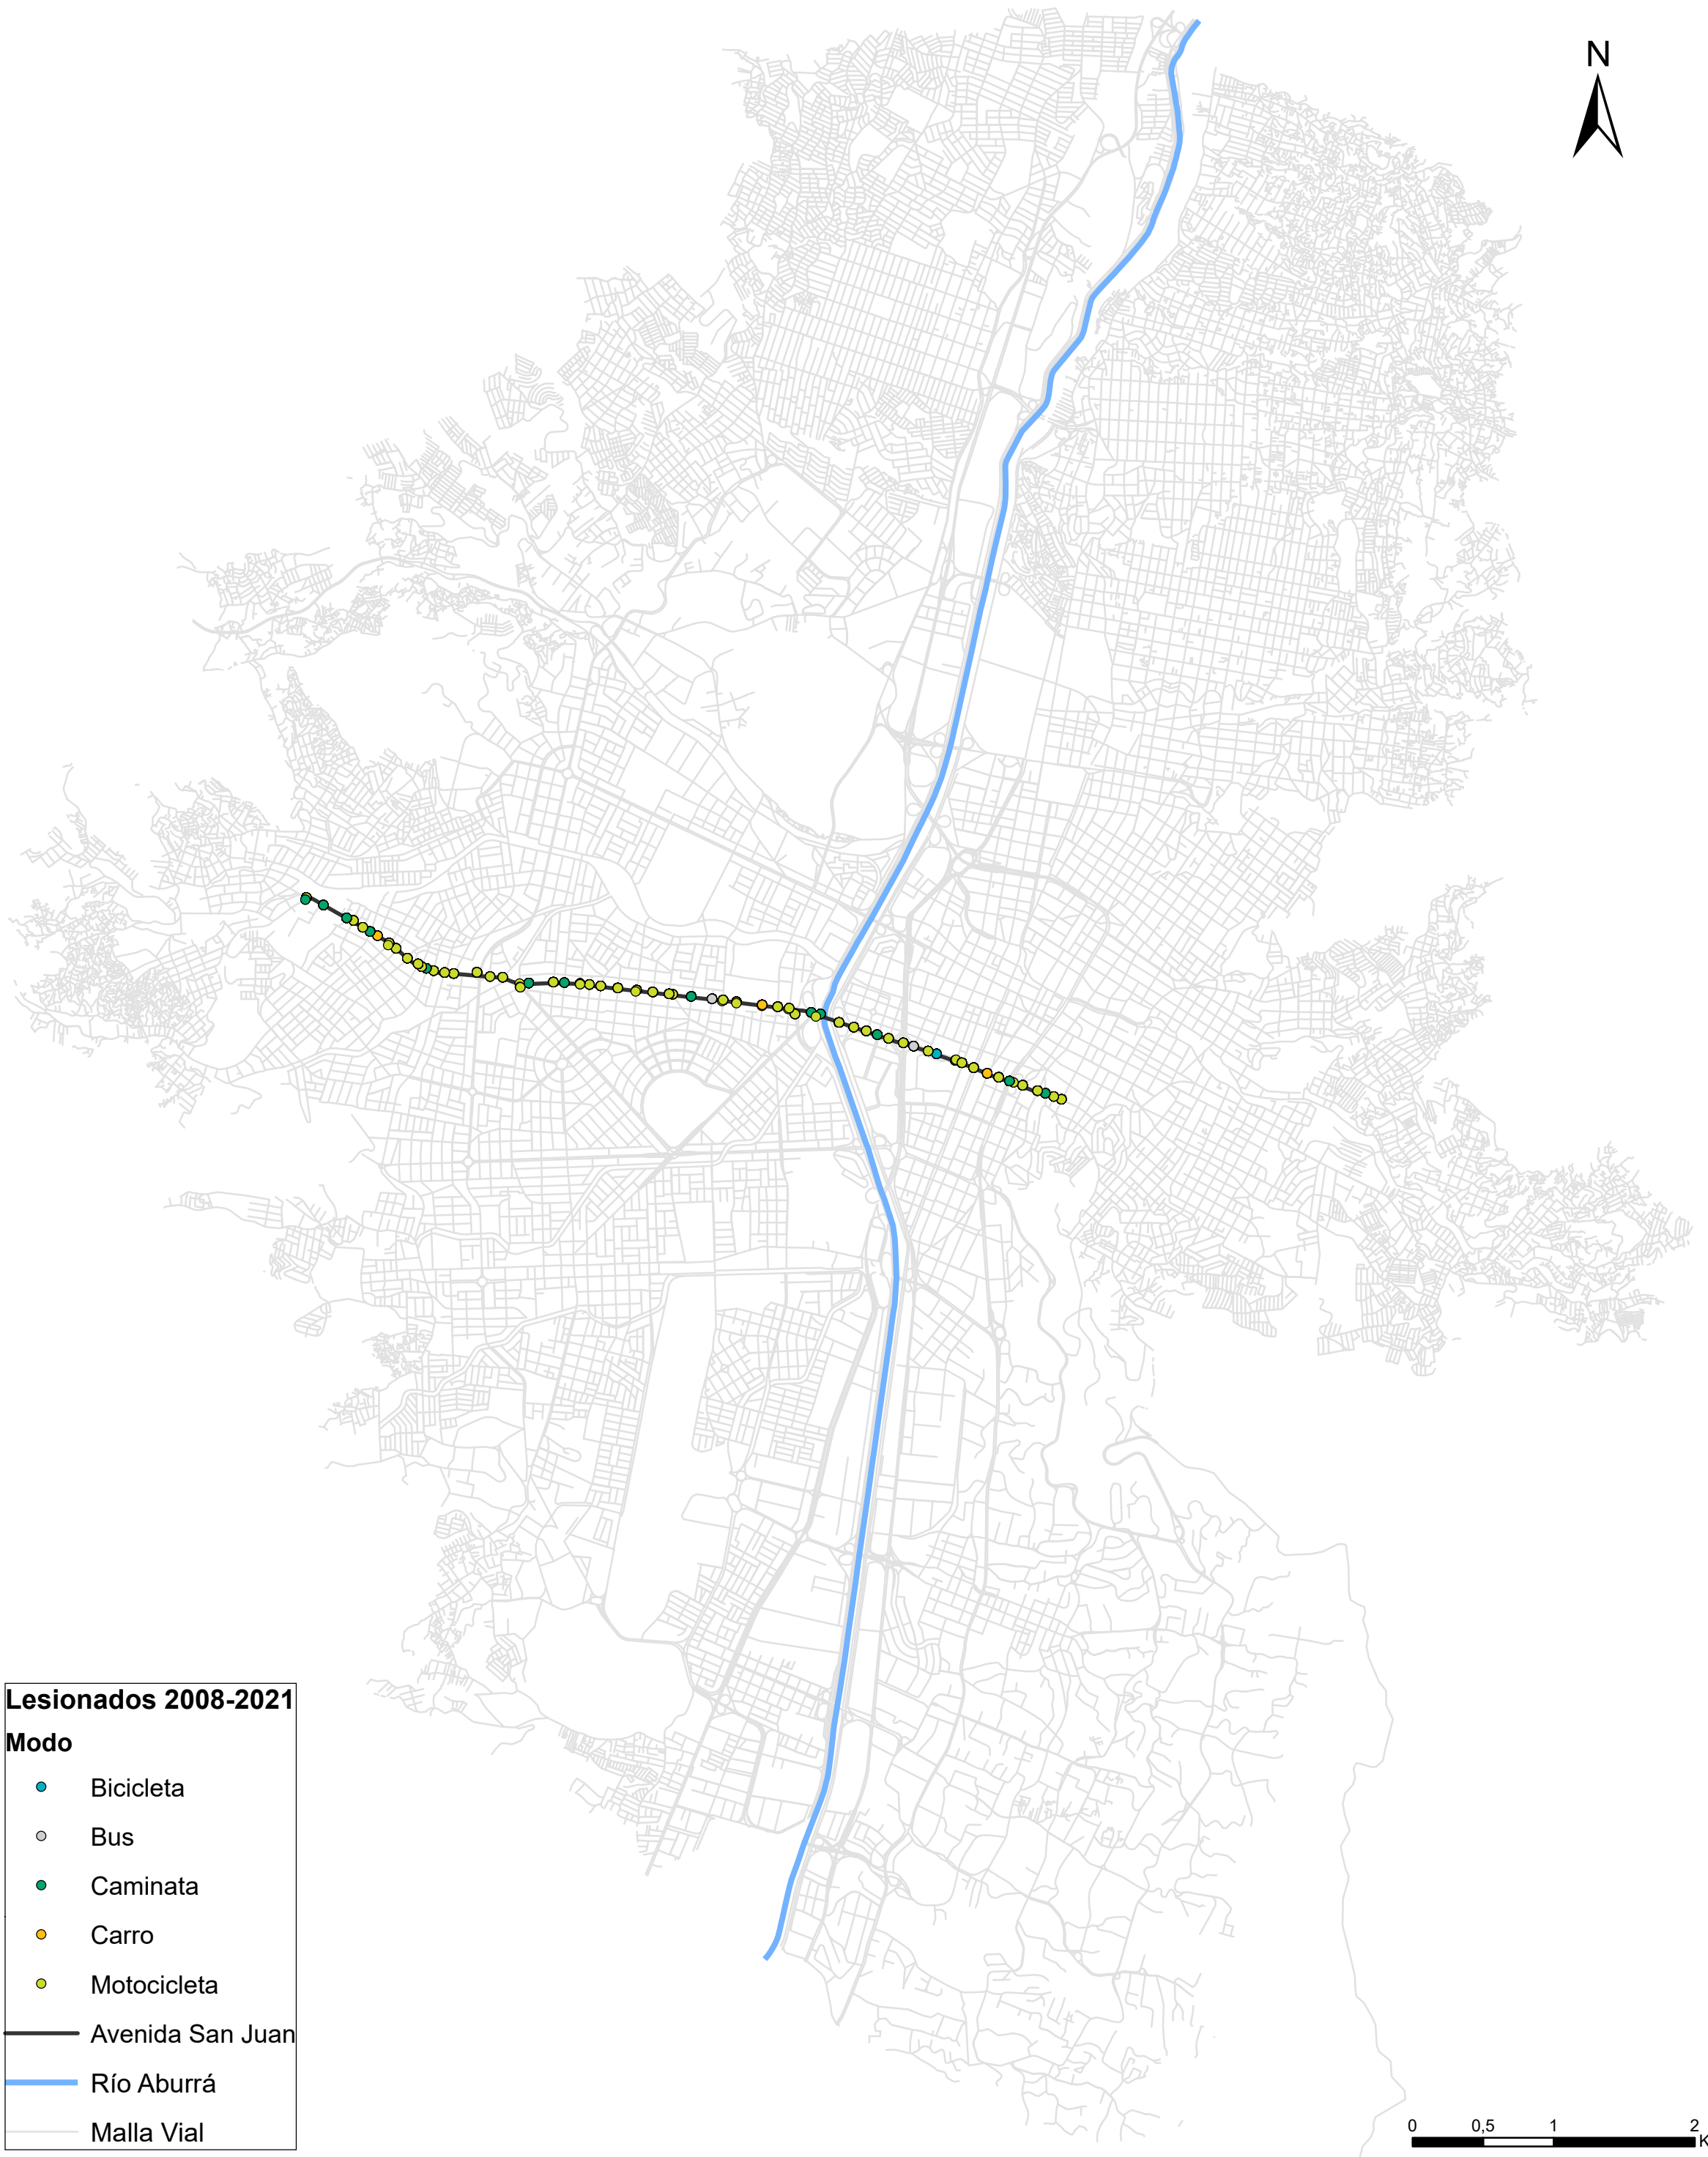 N
Lesionados 2008-2021
Modo
Bicicleta
Bus
Caminata
Carro
Motocicleta
Avenida San Juan
Río Aburrá
Malla Vial
0 0,5 1 2
K